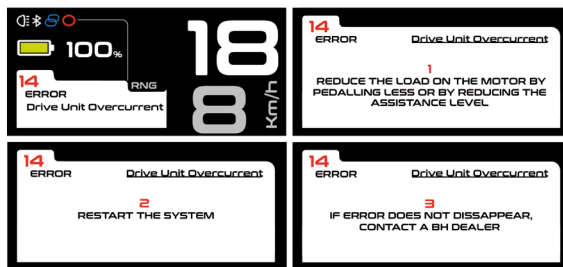 100%
18
14
ERROR
Drive Unit Overcurrent
RNG
8
Km/h
14
ERROR
Drive Unit Overcurrent
1
REDUCE THE LOAD ON THE MOTOR BY
PEDALLING LESS OR BY REDUCING THE
ASSISTANCE LEVEL
14
ERROR
Drive Unit Overcurrent
2
RESTART THE SYSTEM
14
ERROR
Drive Unit Overcurrent
3
IF ERROR DOES NOT DISSAPPEAR,
CONTACT A BH DEALER